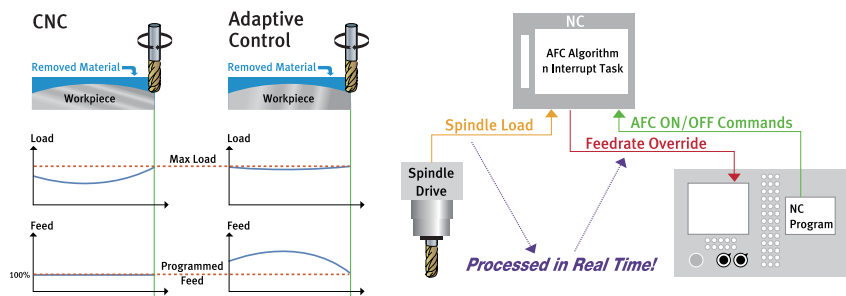 CNC
Adaptive
Control
Removed Material
Removed Material
Workpiece
Workpiece
Load
Load
Max Load
Feed
Feed
100%
Programmed
Feed
NC
AFC Algorithm
n Interrupt Task
Spindle Load
AFC ON/OFF Commands
Feedrate Override
Spindle
Drive
NC
Program
Processed in Real Time!